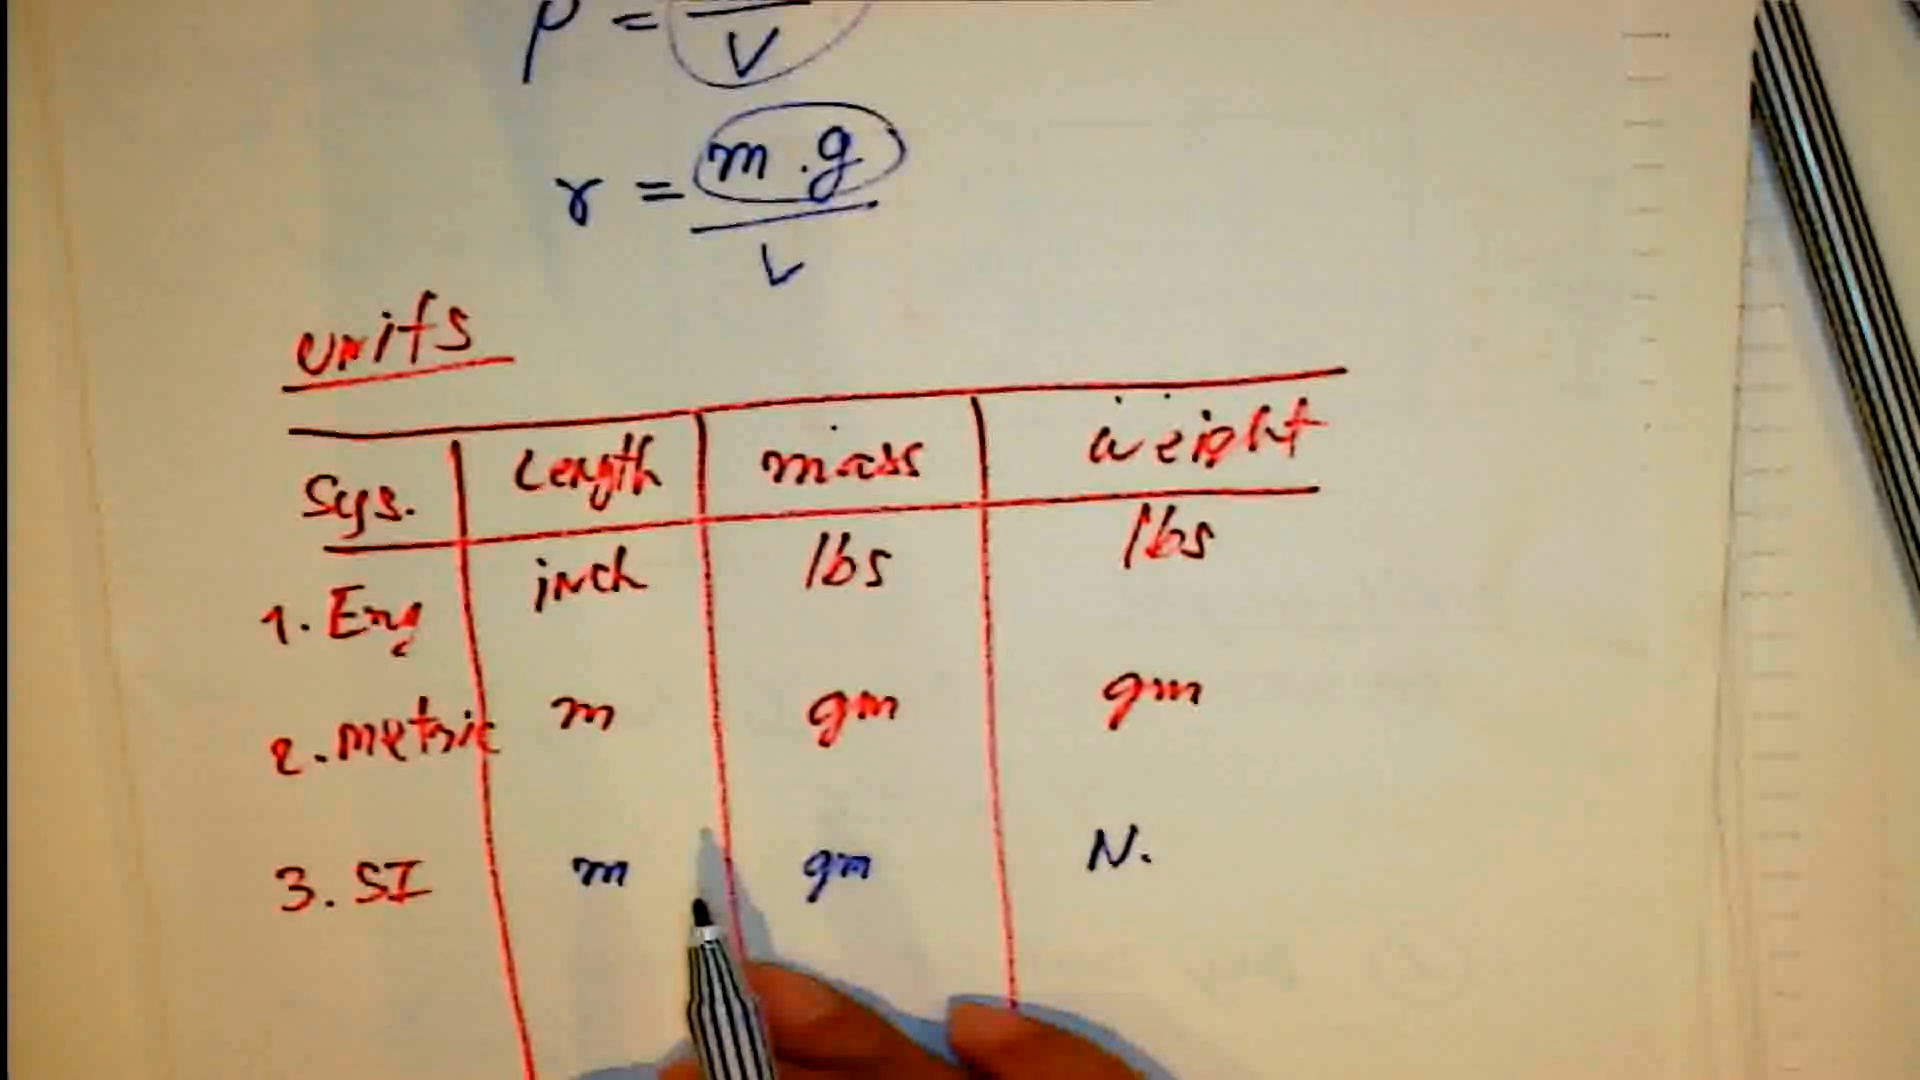 ρ = / V
γ = m.g / V
units
Sys. Length mass weight
1. Eng inch lbs lbs
2. metric m gm gm
3. SI m gm N.